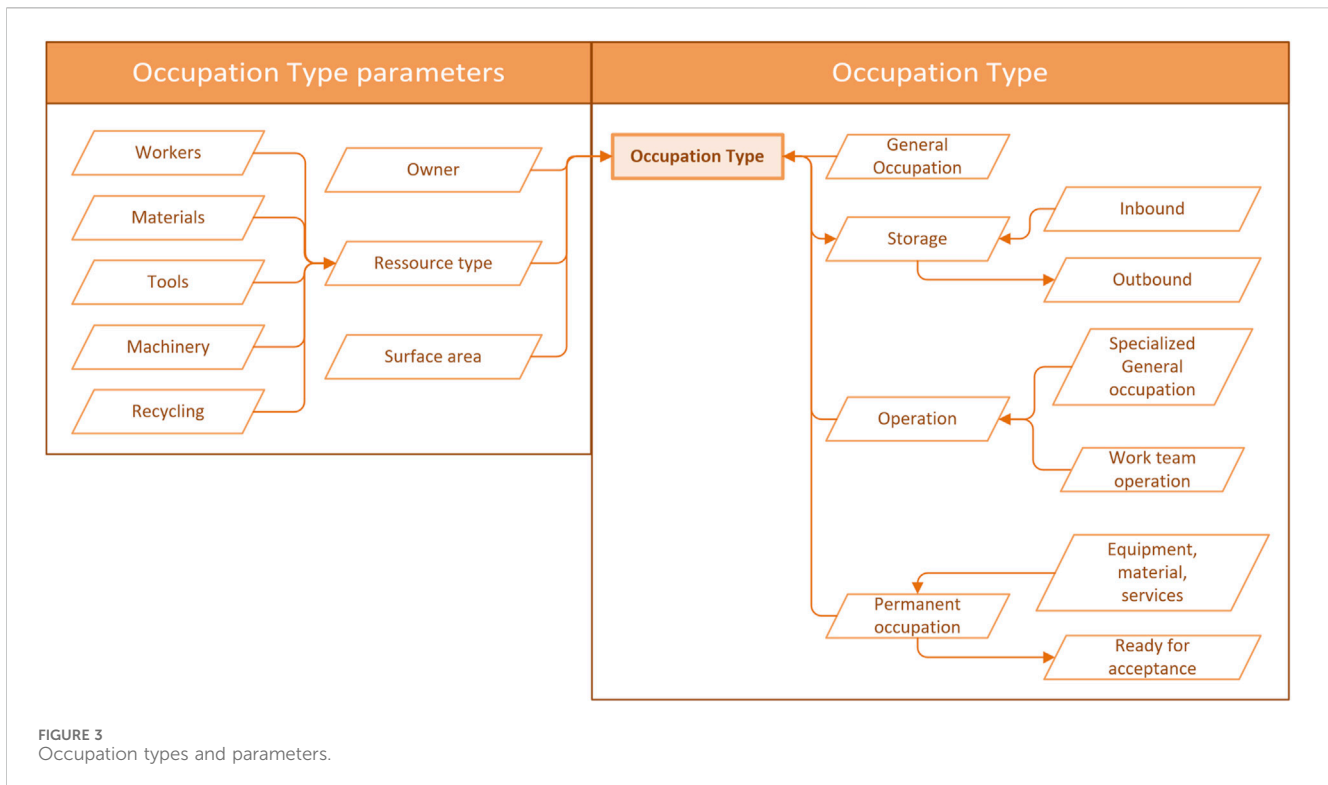 Occupation Type parameters
Occupation Type
Workers
Materials
Tools
Machinery
Recycling
Owner
Ressource type
Surface area
Occupation Type
General
Occupation
Storage
Inbound
Outbound
Operation
Specialized
General
occupation
Work team
operation
Permanent
occupation
Equipment,
material,
services
Ready for
acceptance
FIGURE 3
Occupation types and parameters.